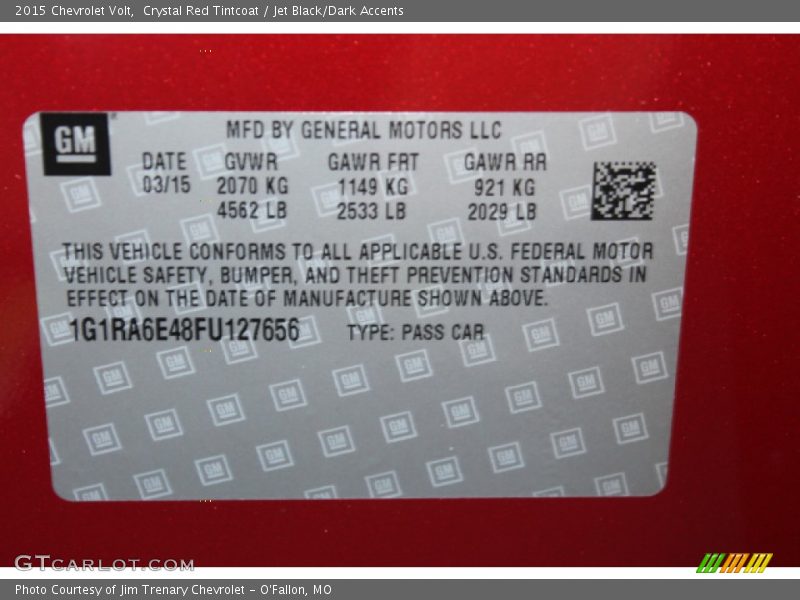 2015 Chevrolet Volt,  Crystal Red Tintcoat / Jet Black/Dark Accents
GM
MFD BY GENERAL MOTORS LLC
DATE GVWR GAWR FRT GAWR RR
03/15 2070 KG 1149 KG 921 KG
4562 LB 2533 LB 2029 LB
THIS VEHICLE CONFORMS TO ALL APPLICABLE U.S. FEDERAL MOTOR
VEHICLE SAFETY, BUMPER, AND THEFT PREVENTION STANDARDS IN
EFFECT ON THE DATE OF MANUFACTURE SHOWN ABOVE.
1G1RA6E48FU127656 TYPE: PASS CAR
GTCARLOT.COM
Photo Courtesy of Jim Trenary Chevrolet - O'Fallon, MO